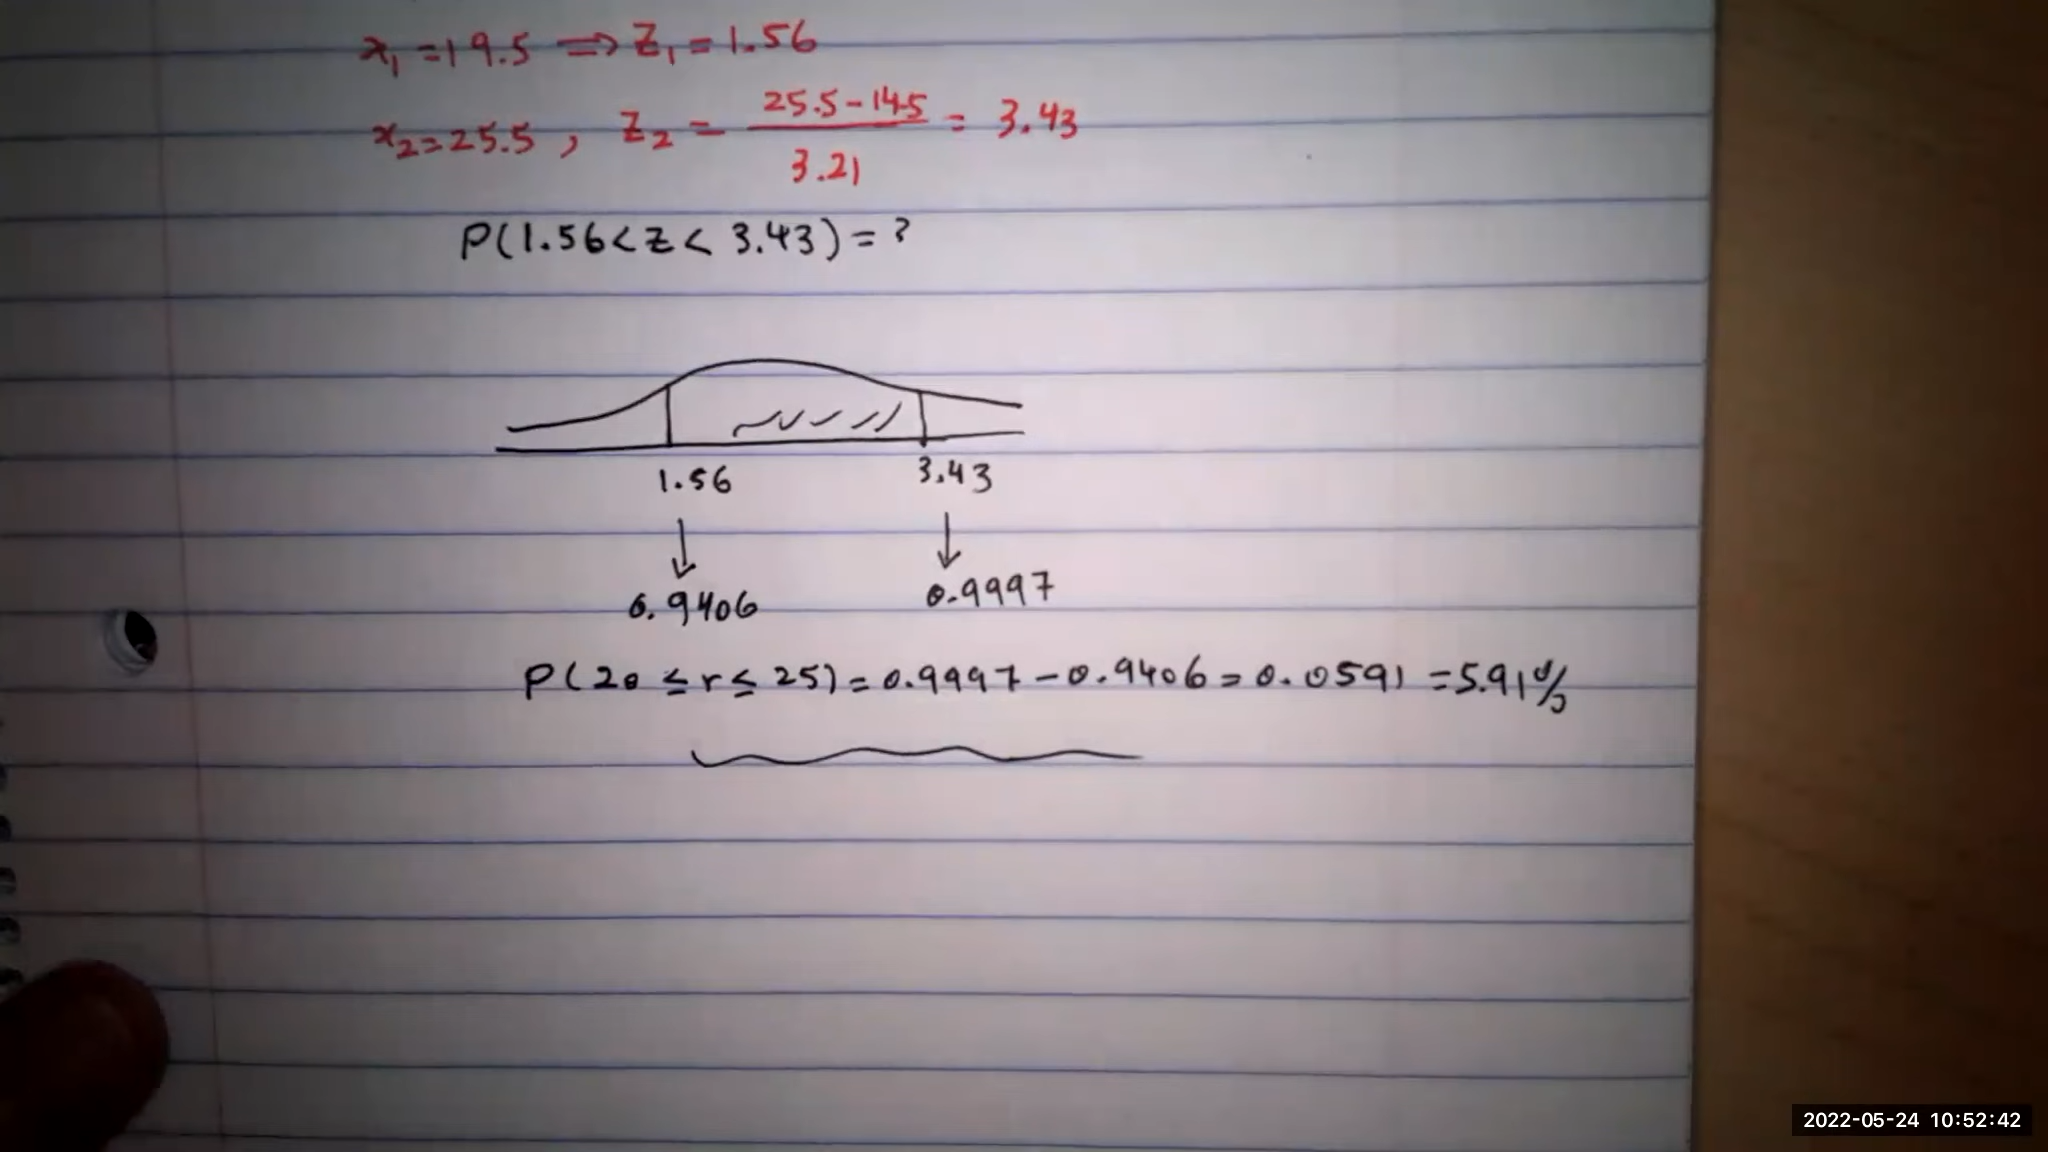 x₁ = 19.5 ⟹ Z₁ = 1.56
x₂ = 25.5 , Z₂ = (25.5 - 14.5)/3.21 = 3.43
P(1.56 < Z < 3.43) = ?
1.56 3.43
↓ ↓
0.9406 0.9997
P(20 ≤ r ≤ 25) = 0.9997 - 0.9406 = 0.0591 = 5.91%
2022-05-24 10:52:42